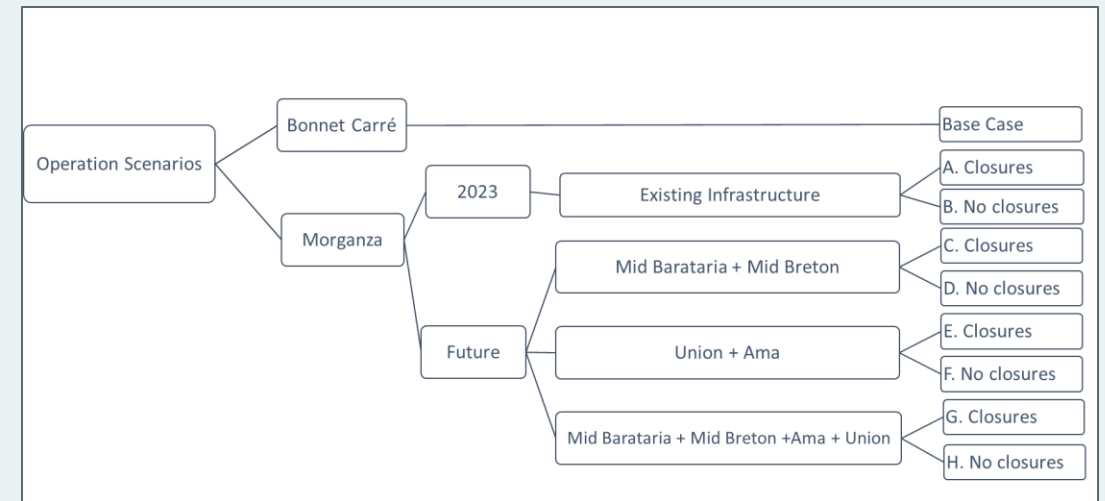 Operation Scenarios
Bonnet Carré
Base Case
Morganza
2023
Existing Infrastructure
A. Closures
B. No closures
Future
Mid Barataria + Mid Breton
C. Closures
D. No closures
Union + Ama
E. Closures
F. No closures
Mid Barataria + Mid Breton +Ama + Union
G. Closures
H. No closures